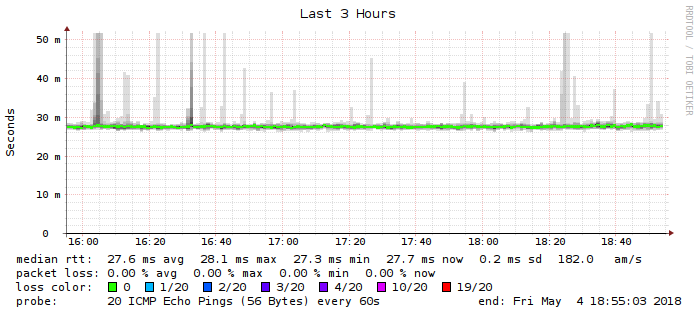 Last 3 Hours
RRDTOOL / TOBI OETIKER
Seconds
50 m
40 m
30 m
20 m
10 m
0
16:00 16:20 16:40 17:00 17:20 17:40 18:00 18:20 18:40
median rtt: 27.6 ms avg 28.1 ms max 27.3 ms min 27.7 ms now 0.2 ms sd 182.0 am/s
packet loss: 0.00 % avg 0.00 % max 0.00 % min 0.00 % now
loss color: 0 1/20 2/20 3/20 4/20 10/20 19/20
probe: 20 ICMP Echo Pings (56 Bytes) every 60s end: Fri May 4 18:55:03 2018